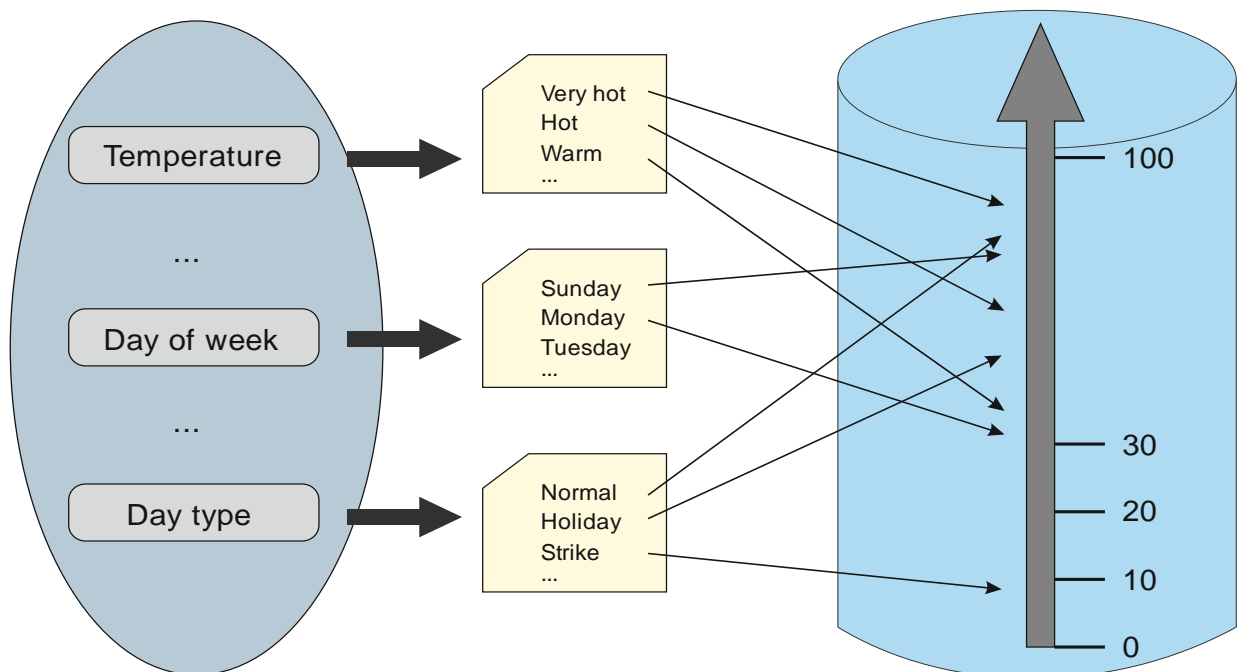 Temperature
...
Day of week
...
Day type
Very hot
Hot
Warm
...
Sunday
Monday
Tuesday
...
Normal
Holiday
Strike
...
100
30
20
10
0